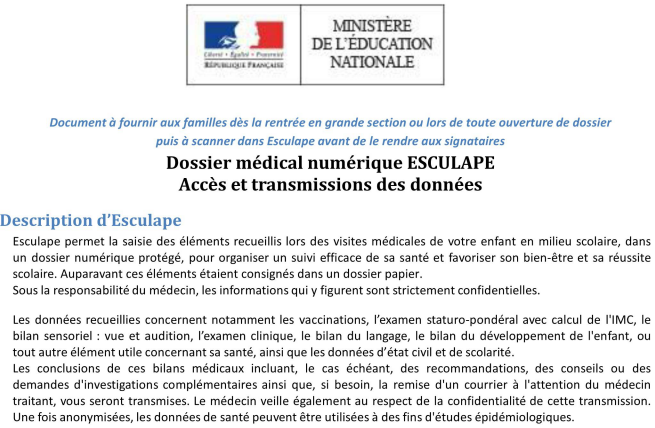 Liberté • Égalité • Fraternité
RÉPUBLIQUE FRANÇAISE
MINISTÈRE
DE L'ÉDUCATION
NATIONALE
Document à fournir aux familles dès la rentrée en grande section ou lors de toute ouverture de dossier
puis à scanner dans Esculape avant de le rendre aux signataires
Dossier médical numérique ESCULAPE
Accès et transmissions des données
Description d'Esculape
Esculape permet la saisie des éléments recueillis lors des visites médicales de votre enfant en milieu scolaire, dans
un dossier numérique protégé, pour organiser un suivi efficace de sa santé et favoriser son bien-être et sa réussite
scolaire. Auparavant ces éléments étaient consignés dans un dossier papier.
Sous la responsabilité du médecin, les informations qui y figurent sont strictement confidentielles.
Les données recueillies concernent notamment les vaccinations, l'examen staturo-pondéral avec calcul de l'IMC, le
bilan sensoriel : vue et audition, l'examen clinique, le bilan du langage, le bilan du développement de l'enfant, ou
tout autre élément utile concernant sa santé, ainsi que les données d'état civil et de scolarité.
Les conclusions de ces bilans médicaux incluant, le cas échéant, des recommandations, des conseils ou des
demandes d'investigations complémentaires ainsi que, si besoin, la remise d'un courrier à l'attention du médecin
traitant, vous seront transmises. Le médecin veille également au respect de la confidentialité de cette transmission.
Une fois anonymisées, les données de santé peuvent être utilisées à des fins d'études épidémiologiques.